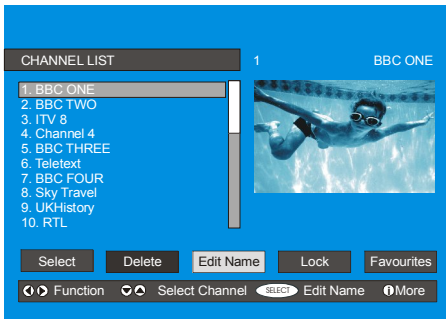 CHANNEL LIST
1 BBC ONE
1. BBC ONE
2. BBC TWO
3. ITV 8
4. Channel 4
5. BBC THREE
6. Teletext
7. BBC FOUR
8. Sky Travel
9. UKHistory
10. RTL
Select Delete Edit Name Lock Favourites
Function Select Channel SELECT Edit Name i More